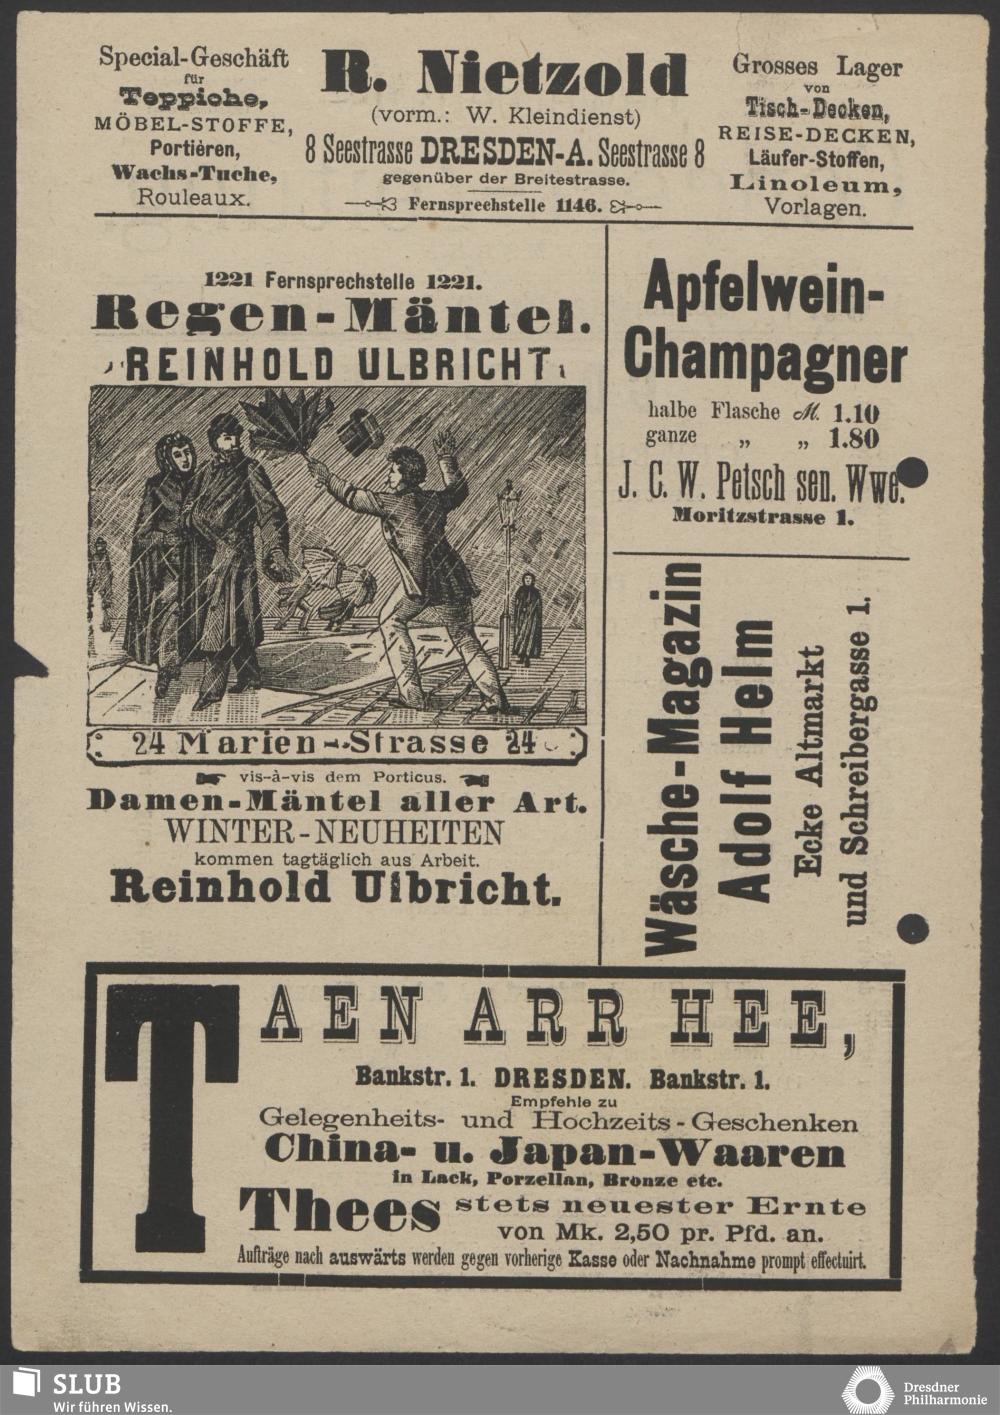 Special-Geschäft
für
Teppiche,
MÖBEL-STOFFE,
Portièren,
Wachs-Tuche,
Rouleaux.
R. Nietzold
(vorm.: W. Kleindienst)
8 Seestrasse DRESDEN-A. Seestrasse 8
gegenüber der Breitestrasse.
Fernsprechstelle 1146.
Grosses Lager
von
Tisch-Decken,
REISE-DECKEN,
Läufer-Stoffen,
Linoleum,
Vorlagen.
1221 Fernsprechstelle 1221.
Regen-Mäntel.
REINHOLD ULBRICHT
24 Marien-Strasse 24
vis-à-vis dem Porticus.
Damen-Mäntel aller Art.
WINTER-NEUHEITEN
kommen tagtäglich aus Arbeit.
Reinhold Ulbricht.
Apfelwein-
Champagner
halbe Flasche M. 1.10
ganze „ „ 1.80
J. C. W. Petsch sen. Wwe.
Moritzstrasse 1.
Wäsche-Magazin
Adolf Helm
Ecke Altmarkt
und Schreibergasse 1.
TAEN ARR HEE,
Bankstr. 1. DRESDEN. Bankstr. 1.
Empfehle zu
Gelegenheits- und Hochzeits-Geschenken
China- u. Japan-Waaren
in Lack, Porzellan, Bronze etc.
Thees stets neuester Ernte
von Mk. 2,50 pr. Pfd. an.
Aufträge nach auswärts werden gegen vorherige Kasse oder Nachnahme prompt effectuirt.
SLUB
Wir führen Wissen.
Dresdner
Philharmonie